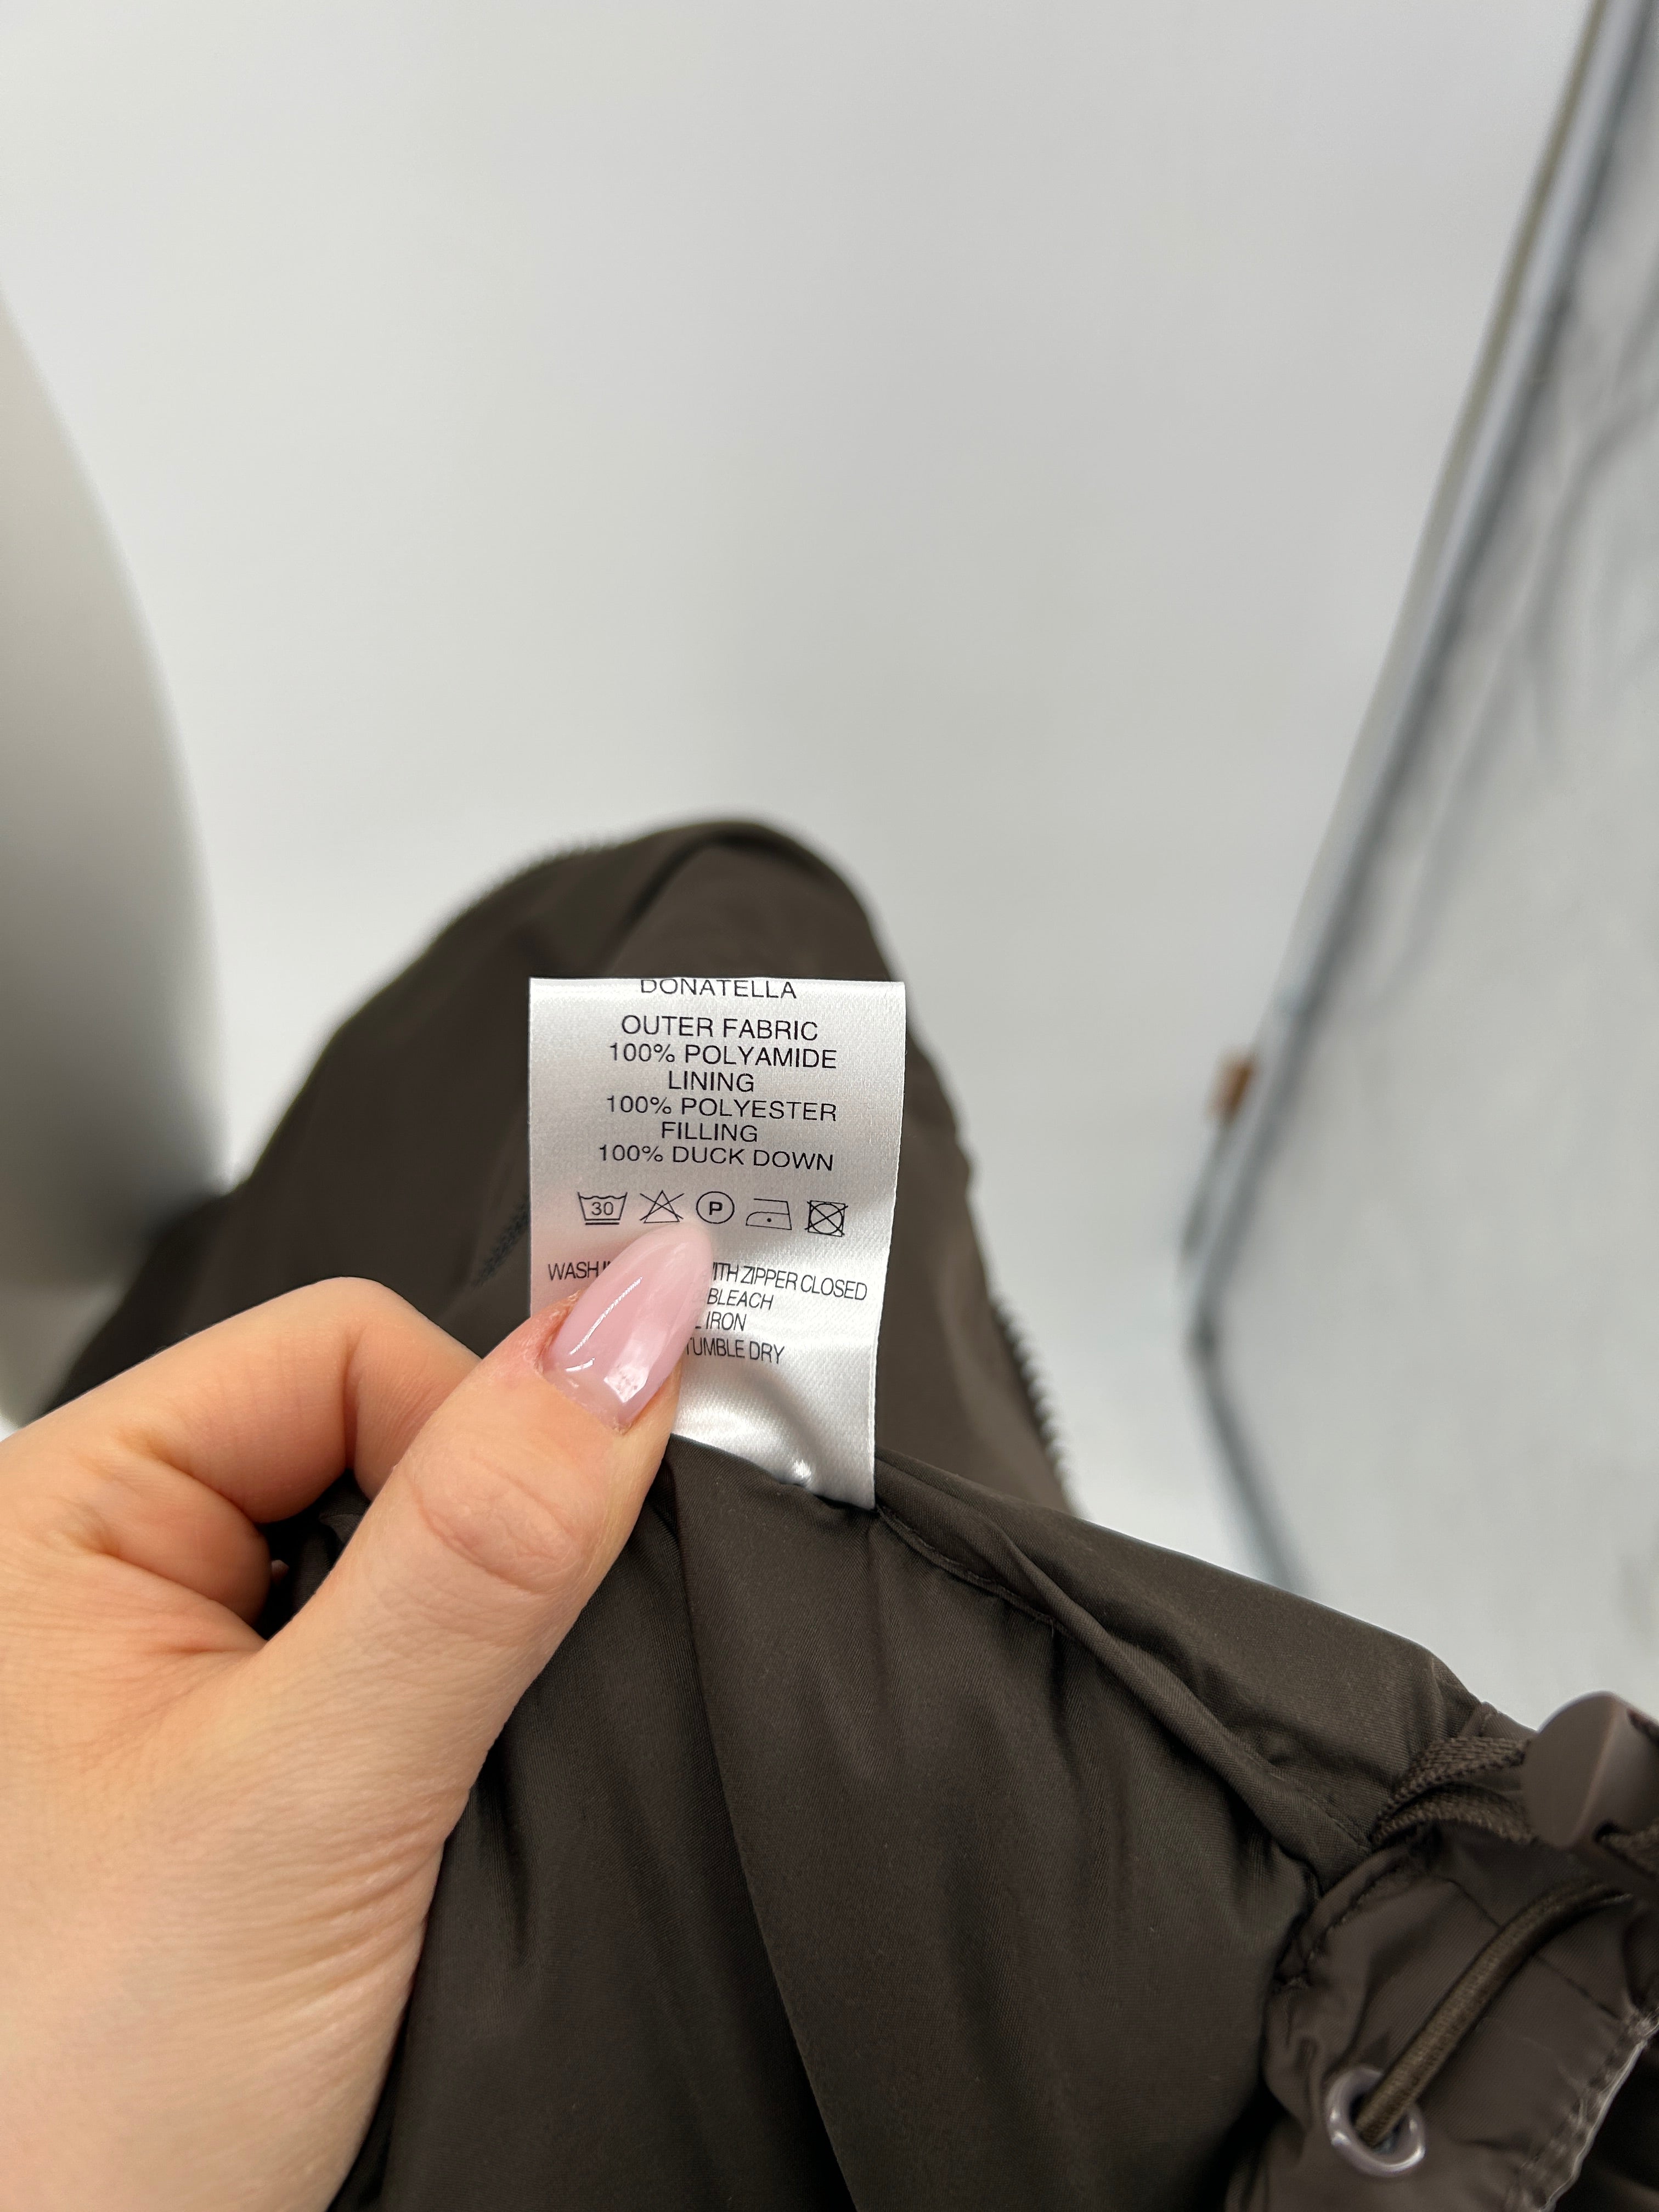 DONATELLA
OUTER FABRIC
100% POLYAMIDE
LINING
100% POLYESTER
FILLING
100% DUCK DOWN
30 P
WASH ZIPPER CLOSED
BLEACH
IRON
TUMBLE DRY